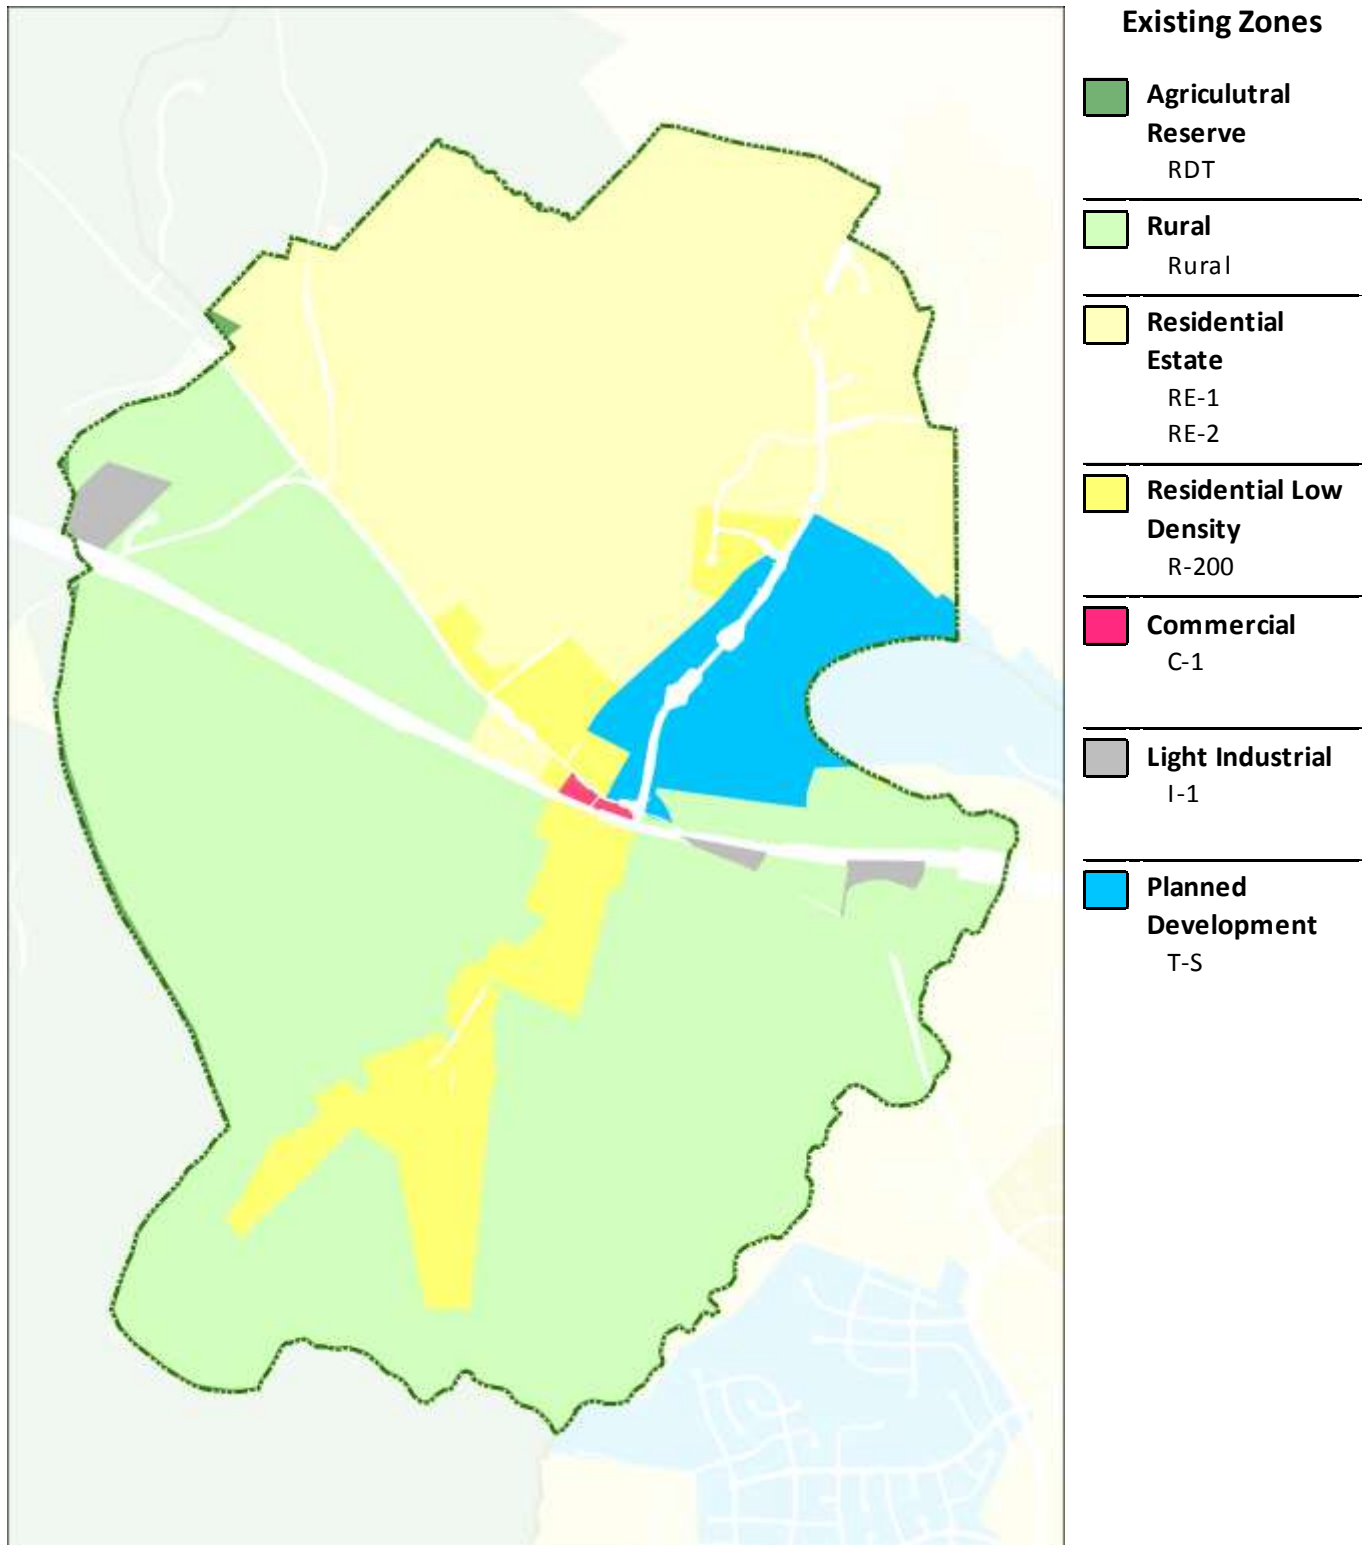 Existing Zones
Agriculutral
Reserve
RDT
Rural
Rural
Residential
Estate
RE-1
RE-2
Residential Low
Density
R-200
Commercial
C-1
Light Industrial
I-1
Planned
Development
T-S